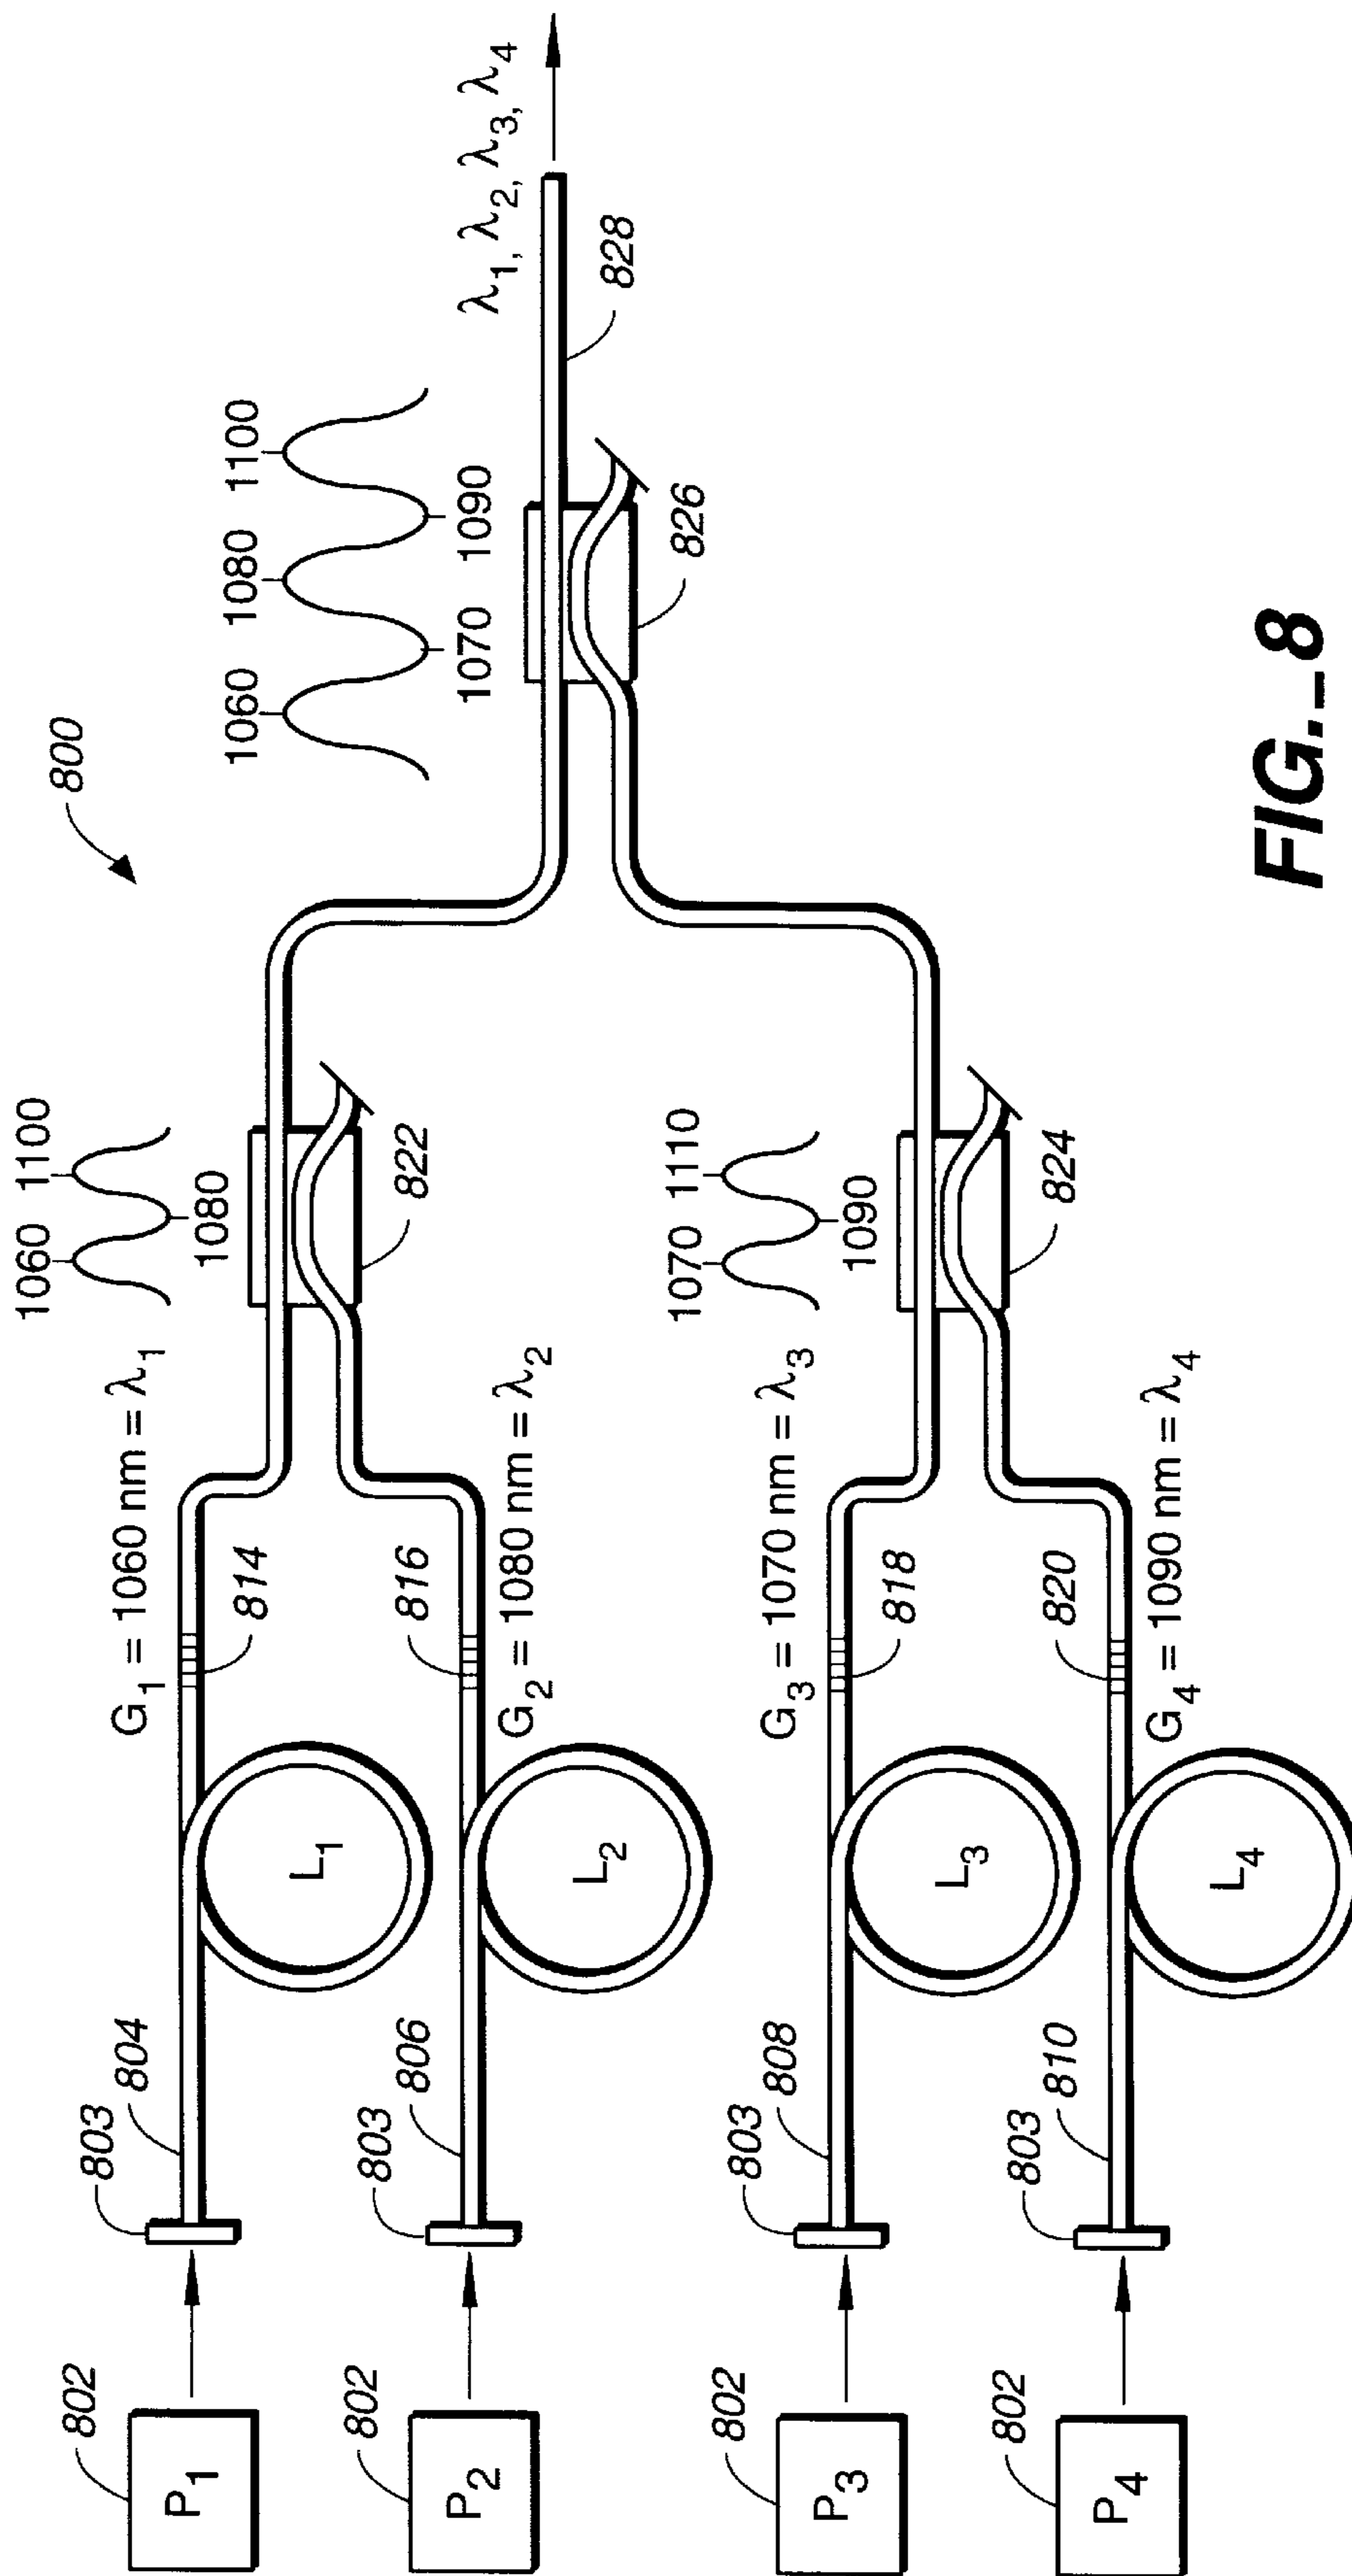 800
802
P1
803
804
L1
G1 = 1060 nm = λ1
814
1060
1100
1080
822
802
P2
803
806
L2
816
G2 = 1080 nm = λ2
1060
1080
1100
1070
1090
826
λ1, λ2, λ3, λ4
828
802
P3
803
808
L3
G3 = 1070 nm = λ3
818
1070
1110
1090
824
802
P4
803
810
L4
820
G4 = 1090 nm = λ4
FIG._8